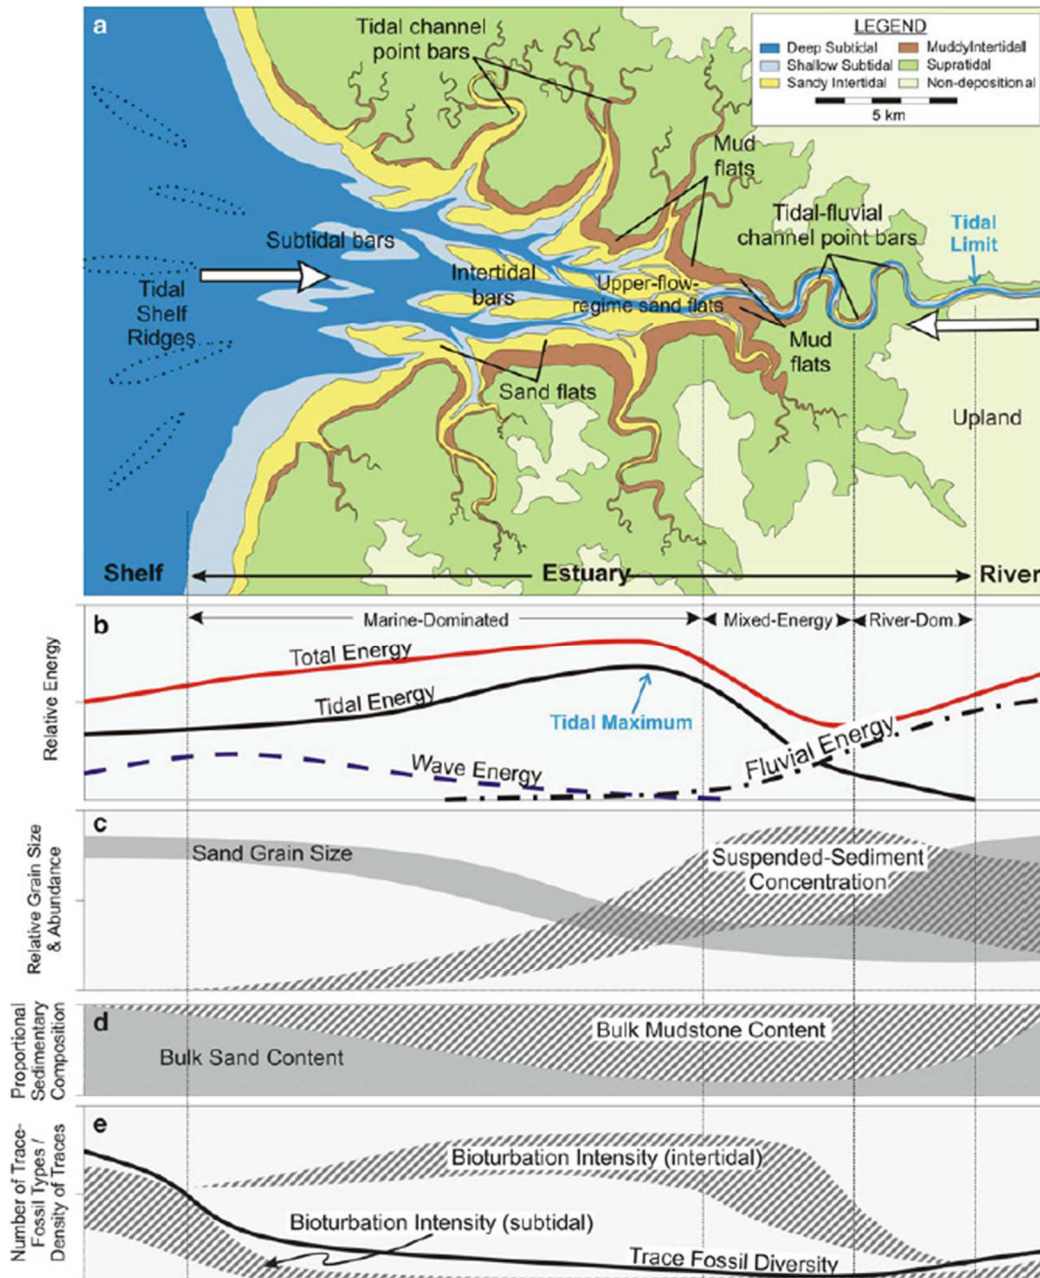 a
Tidal channel
point bars
LEGEND
Deep Subtidal
MuddyIntertidal
Shallow Subtidal
Supratidal
Sandy Intertidal
Non-depositional
5 km
Mud
flats
Tidal-fluvial
channel point bars
Tidal
Limit
Subtidal bars
Intertidal
bars
Upper-flow-
regime sand flats
Tidal
Shelf
Ridges
Mud
flats
Sand flats
Upland
Shelf
Estuary
River
b
Marine-Dominated
Mixed-Energy
River-Dom.
Relative Energy
Total Energy
Tidal Energy
Tidal Maximum
Wave Energy
Fluvial Energy
c
Relative Grain Size
& Abundance
Sand Grain Size
Suspended-Sediment
Concentration
d
Proportional
Sedimentary
Composition
Bulk Mudstone Content
Bulk Sand Content
e
Number of Trace-
Fossil Types /
Density of Traces
Bioturbation Intensity (intertidal)
Bioturbation Intensity (subtidal)
Trace Fossil Diversity